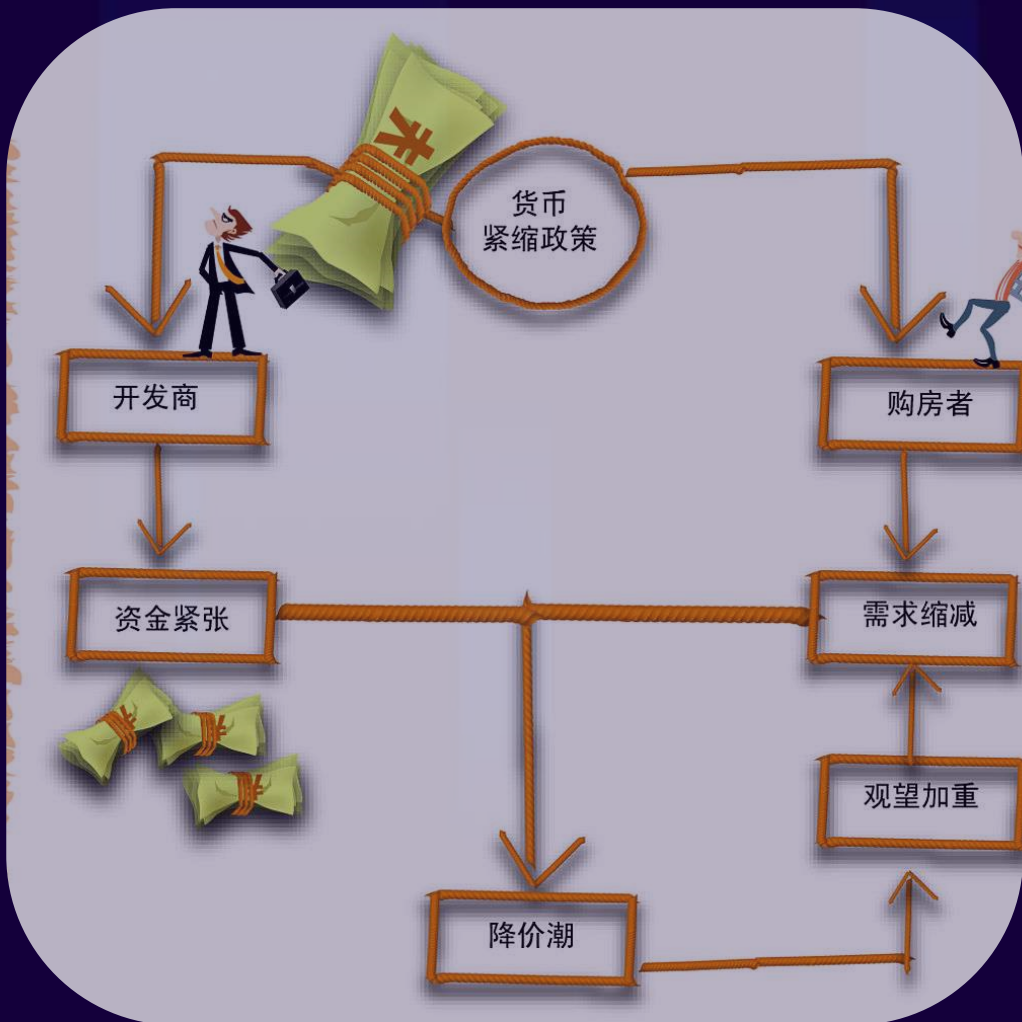 货币
紧缩政策
开发商
购房者
资金紧张
需求缩减
观望加重
降价潮